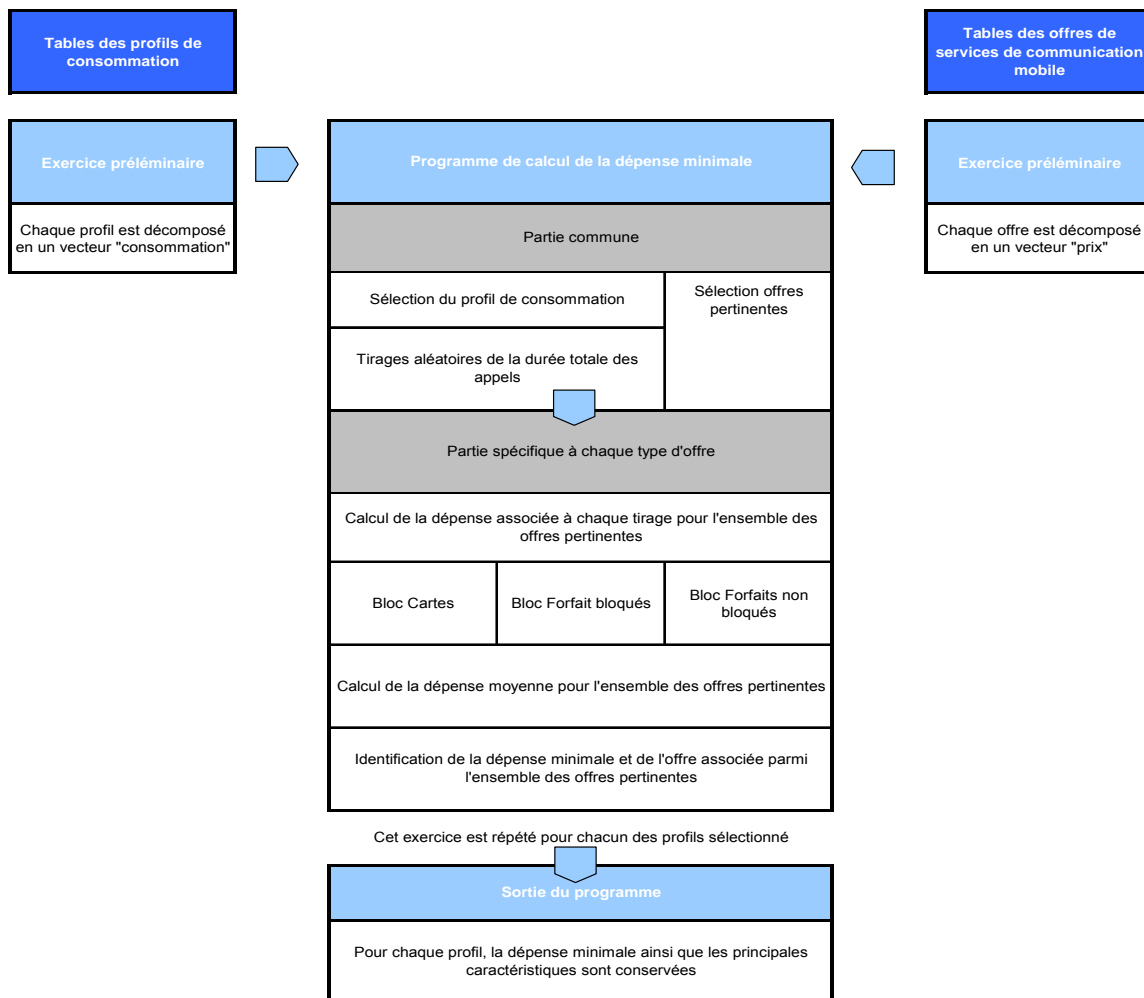 Tables des profils de
consommation
Tables des offres de
services de communication
mobile
Exercice préléminaire
Programme de calcul de la dépense minimale
Exercice préléminaire
Chaque profil est décomposé
en un vecteur "consommation"
Partie commune
Chaque offre est décomposé
en un vecteur "prix"
Sélection du profil de consommation
Sélection offres
pertinentes
Tirages aléatoires de la durée totale des
appels
Partie spécifique à chaque type d'offre
Calcul de la dépense associée à chaque tirage pour l'ensemble des
offres pertinentes
Bloc Cartes
Bloc Forfait bloqués
Bloc Forfaits non
bloqués
Calcul de la dépense moyenne pour l'ensemble des offres pertinentes
Identification de la dépense minimale et de l'offre associée parmi
l'ensemble des offres pertinentes
Cet exercice est répété pour chacun des profils sélectionné
Sortie du programme
Pour chaque profil, la dépense minimale ainsi que les principales
caractéristiques sont conservées